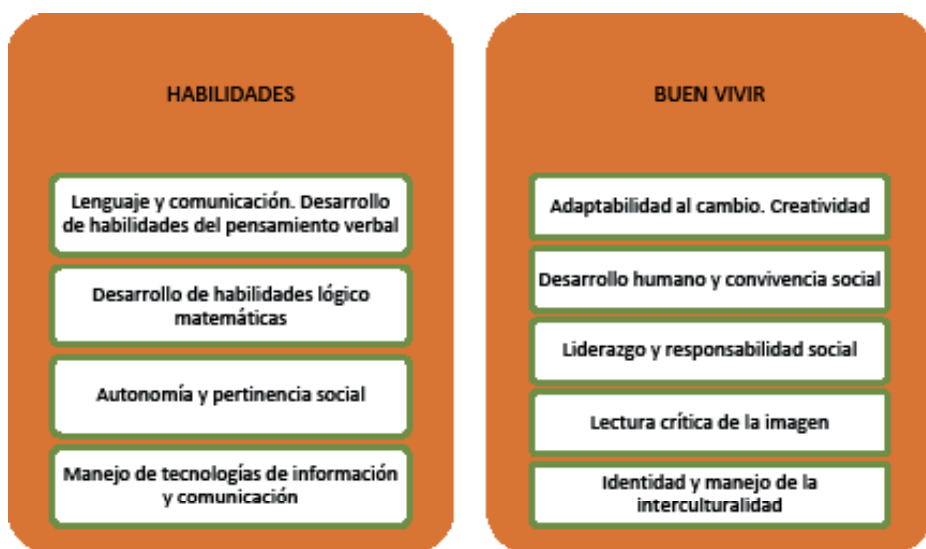 HABILIDADES
Lenguaje y comunicación. Desarrollo
de habilidades del pensamiento verbal
Desarrollo de habilidades lógico
matemáticas
Autonomía y pertinencia social
Manejo de tecnologías de información
y comunicación
BUEN VIVIR
Adaptabilidad al cambio. Creatividad
Desarrollo humano y convivencia social
Liderazgo y responsabilidad social
Lectura crítica de la imagen
Identidad y manejo de la
interculturalidad